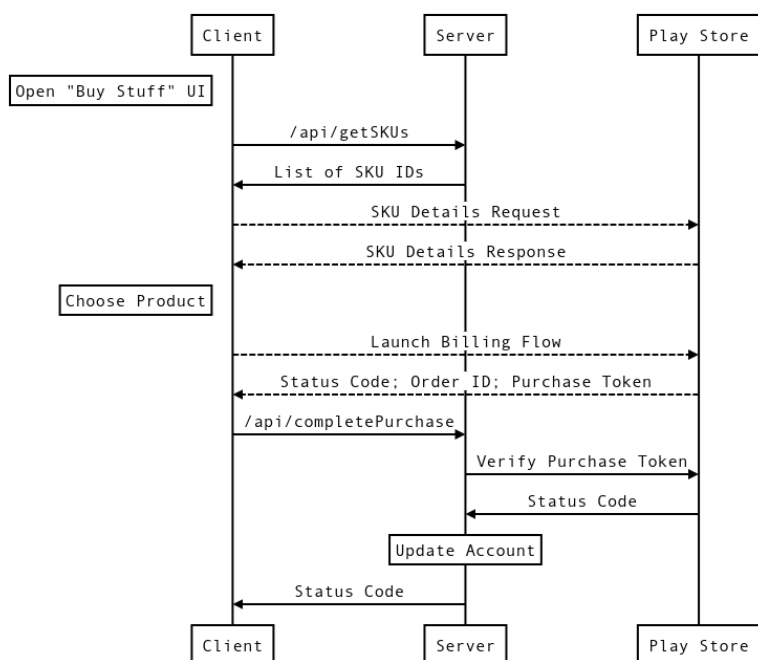 Client
Server
Play Store
Open "Buy Stuff" UI
/api/getSKUs
List of SKU IDs
SKU Details Request
SKU Details Response
Choose Product
Launch Billing Flow
Status Code; Order ID; Purchase Token
/api/completePurchase
Verify Purchase Token
Status Code
Update Account
Status Code
Client
Server
Play Store